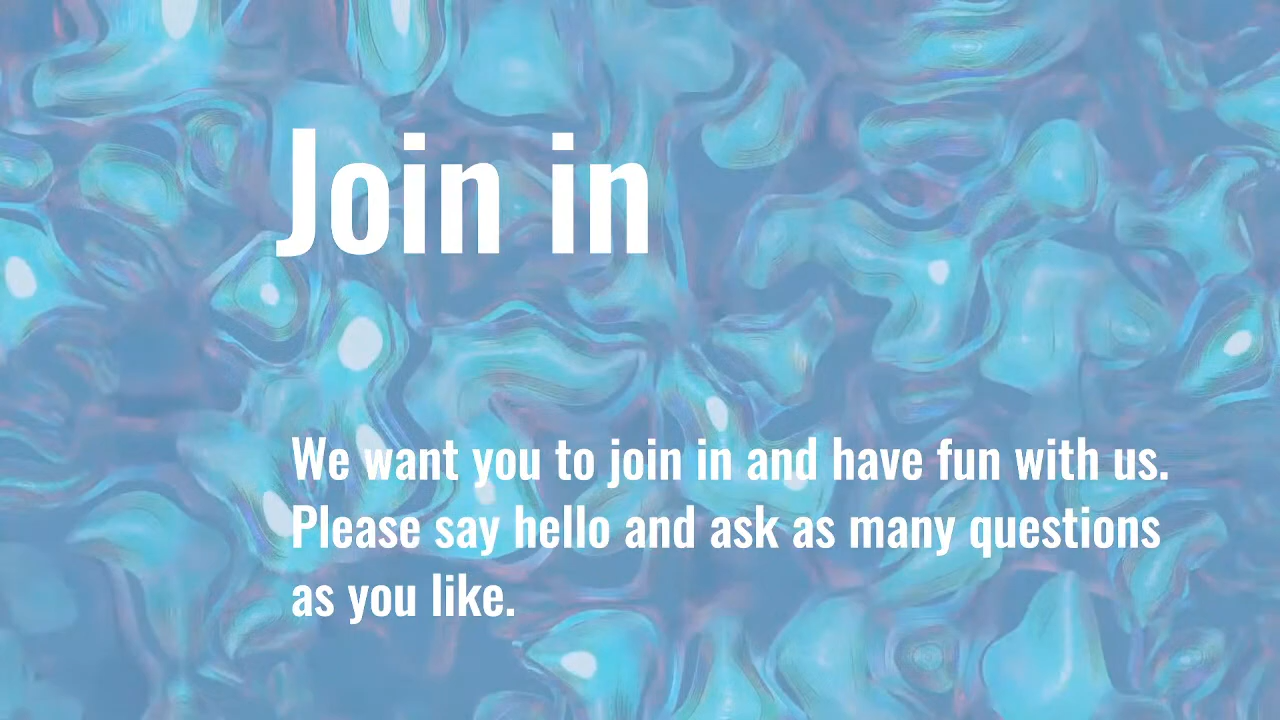 Join in
We want you to join in and have fun with us.
Please say hello and ask as many questions
as you like.